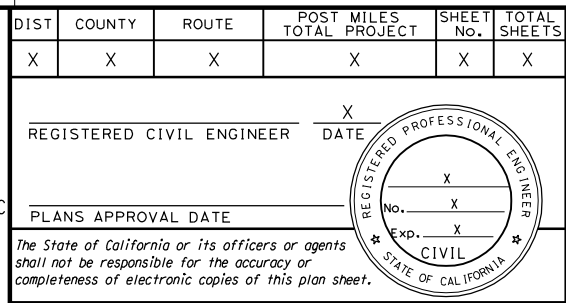 DIST COUNTY ROUTE POST MILES TOTAL PROJECT SHEET No. TOTAL SHEETS
X X X X X X
X
REGISTERED CIVIL ENGINEER DATE
C
PLANS APPROVAL DATE
The State of California or its officers or agents
shall not be responsible for the accuracy or
completeness of electronic copies of this plan sheet.
REGISTERED PROFESSIONAL ENGINEER
X
No. X
Exp. X
CIVIL
STATE OF CALIFORNIA